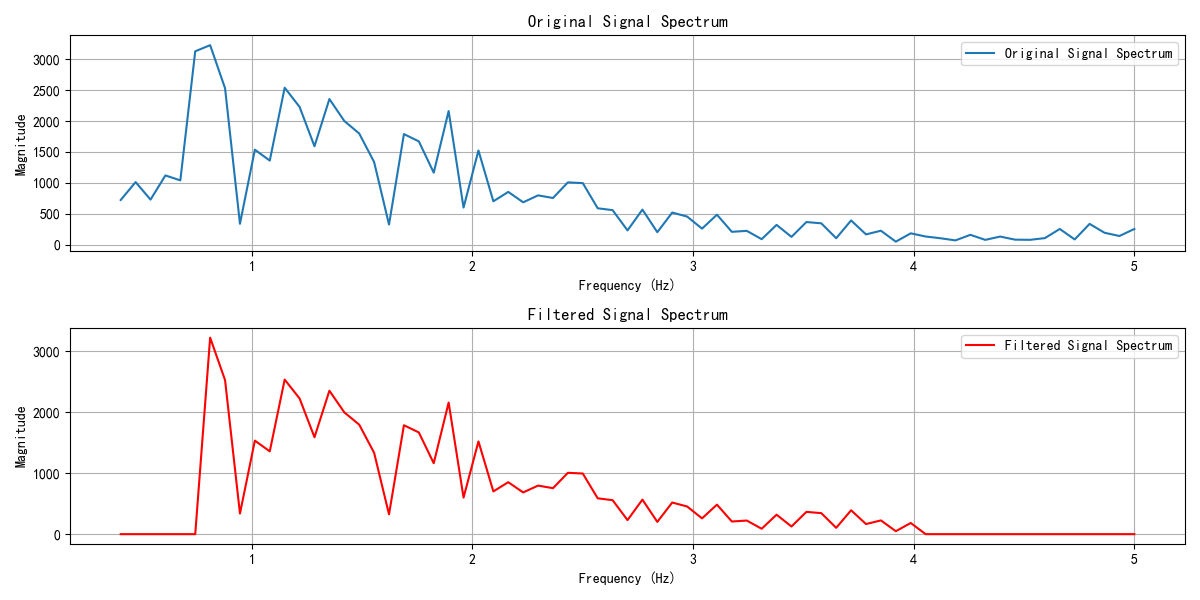 Original Signal Spectrum
Original Signal Spectrum
3000
2500
2000
1500
1000
500
0
Magnitude
1
2
3
4
5
Frequency (Hz)
Filtered Signal Spectrum
Filtered Signal Spectrum
3000
2000
1000
0
Magnitude
1
2
3
4
5
Frequency (Hz)